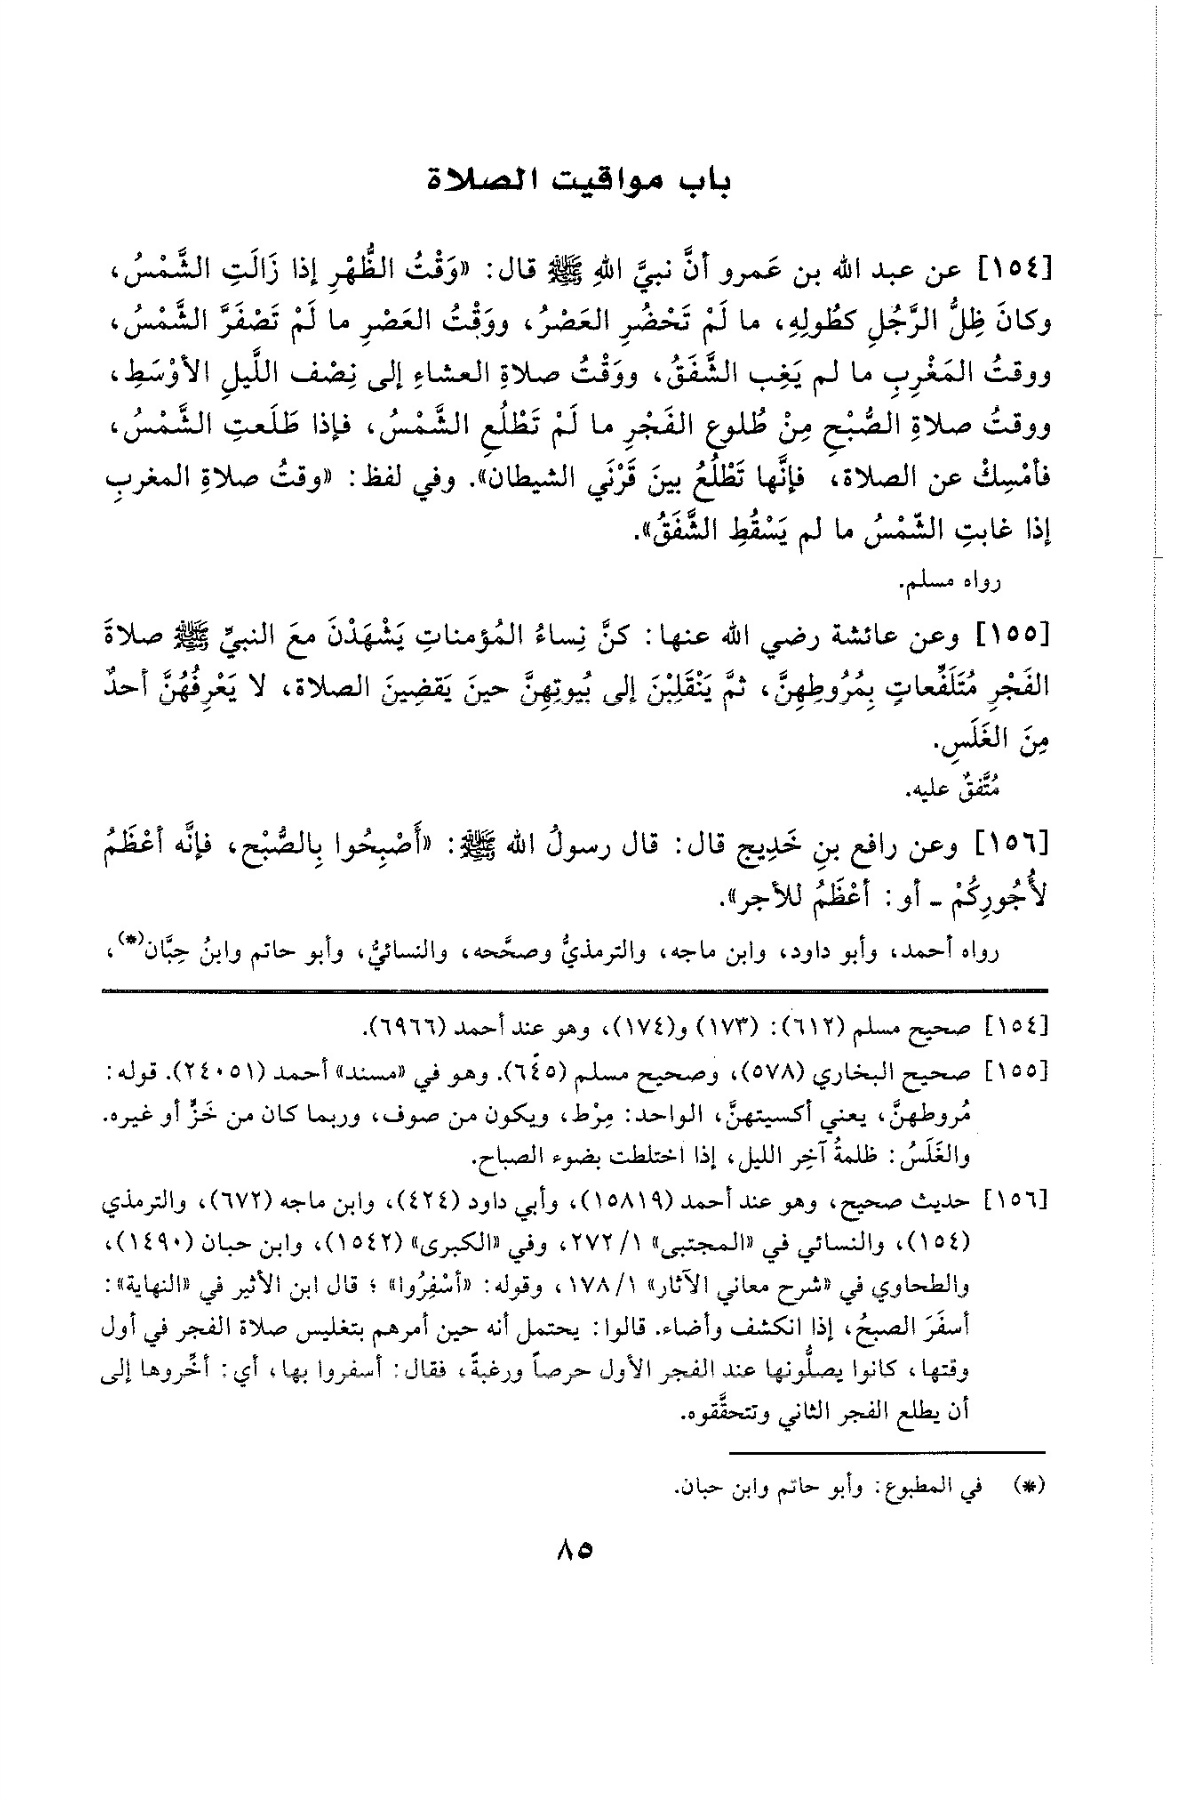 باب مواقيت الصلاة
[١٥٤] عن عبد الله بن عَمرو أنَّ نبيَّ اللهِ ﷺ قال: «وَقْتُ الظُّهْرِ إذا زَالَتِ الشَّمْسُ،
وكانَ ظِلُّ الرَّجُلِ كطُولِهِ، ما لَمْ تَحْضُرِ العَصْرُ، ووَقْتُ العَصْرِ ما لَمْ تَصْفَرَّ الشَّمْسُ،
ووقتُ المَغْرِبِ ما لم يَغِب الشَّفَقُ، ووَقْتُ صلاةِ العشاءِ إلى نِصْف اللَّيلِ الأوْسَطِ،
ووقتُ صلاةِ الصُّبْحِ مِنْ طُلوعِ الفَجْرِ ما لَمْ تَطْلُعِ الشَّمْسُ، فإذا طَلَعتِ الشَّمْسُ،
فأمْسِكْ عن الصلاة، فإنَّها تَطْلُعُ بينَ قَرْنَي الشيطان». وفي لفظ: «وقتُ صلاةِ المغربِ
إذا غابتِ الشّمْسُ ما لم يَسْقُطِ الشَّفَقُ».
رواه مسلم.
[١٥٥] وعن عائشة رضي الله عنها: كنَّ نِساءُ المُؤمناتِ يَشْهَدْنَ معَ النبيِّ ﷺ صلاةَ
الفَجْرِ مُتَلَفِّعاتٍ بِمُرُوطِهِنَّ، ثمَّ يَنْقَلِبْنَ إلى بُيوتِهِنَّ حينَ يَقضِينَ الصلاة، لا يَعْرِفُهُنَّ أحدٌ
مِنَ الغَلَسِ.
مُتَّفقٌ عليه.
[١٥٦] وعن رافع بنِ خَدِيج قال: قال رسولُ الله ﷺ: «أَصْبِحُوا بِالصُّبْح، فإنَّه أعْظَمُ
لأُجُورِكُمْ - أو: أعْظَمُ للأجر».
رواه أحمد، وأبو داود، وابن ماجه، والترمذيُّ وصحَّحه، والنسائيُّ، وأبو حاتم وابنُ حِبَّان(*)،
[١٥٤] صحيح مسلم (٦١٢): (١٧٣) و(١٧٤)، وهو عند أحمد (٦٩٦٦).
[١٥٥] صحيح البخاري (٥٧٨)، وصحيح مسلم (٦٤٥). وهو في «مسند» أحمد (٢٤٠٥١). قوله:
مُروطهنَّ، يعني أكسيتهنَّ، الواحد: مِرْط، ويكون من صوف، وربما كان من خَزٍّ أو غيره.
والغَلَسُ: ظلمةُ آخِر الليل، إذا اختلطت بضوء الصباح.
[١٥٦] حديث صحيح، وهو عند أحمد (١٥٨١٩)، وأبي داود (٤٢٤)، وابن ماجه (٦٧٢)، والترمذي
(١٥٤)، والنسائي في «المجتبى» ١/ ٢٧٢، وفي «الكبرى» (١٥٤٢)، وابن حبان (١٤٩٠)،
والطحاوي في «شرح معاني الآثار» ١/ ١٧٨، وقوله: «أسْفِرُوا» ؛ قال ابن الأثير في «النهاية»:
أسفَرَ الصبحُ، إذا انكشف وأضاء. قالوا: يحتمل أنه حين أمرهم بتغليس صلاة الفجر في أول
وقتها، كانوا يصلُّونها عند الفجر الأول حرصاً ورغبةً، فقال: أسفروا بها، أي: أخِّروها إلى
أن يطلع الفجر الثاني وتتحقَّقوه.
(*) في المطبوع: وأبو حاتم وابن حبان.
٨٥